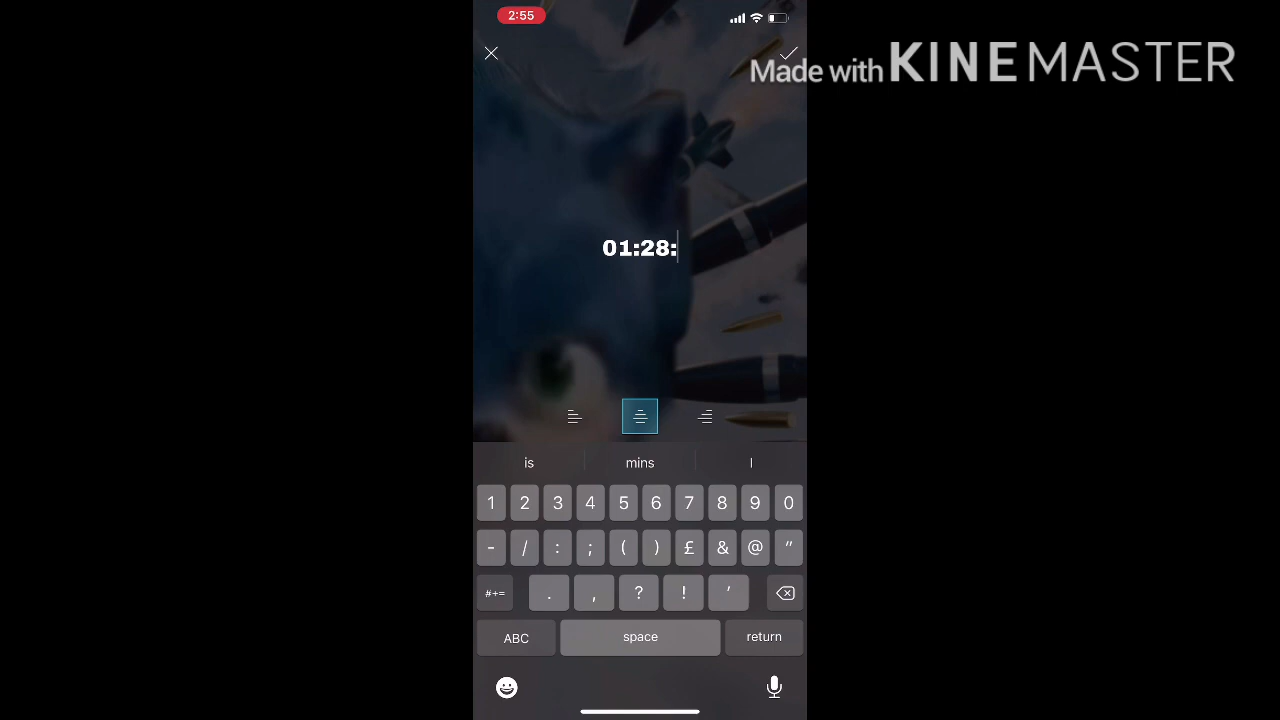 2:55
Made with KINEMASTER
01:28:
is mins I
1 2 3 4 5 6 7 8 9 0
- / : ; ( ) £ & @ "
#+= . , ? ! '
ABC space return